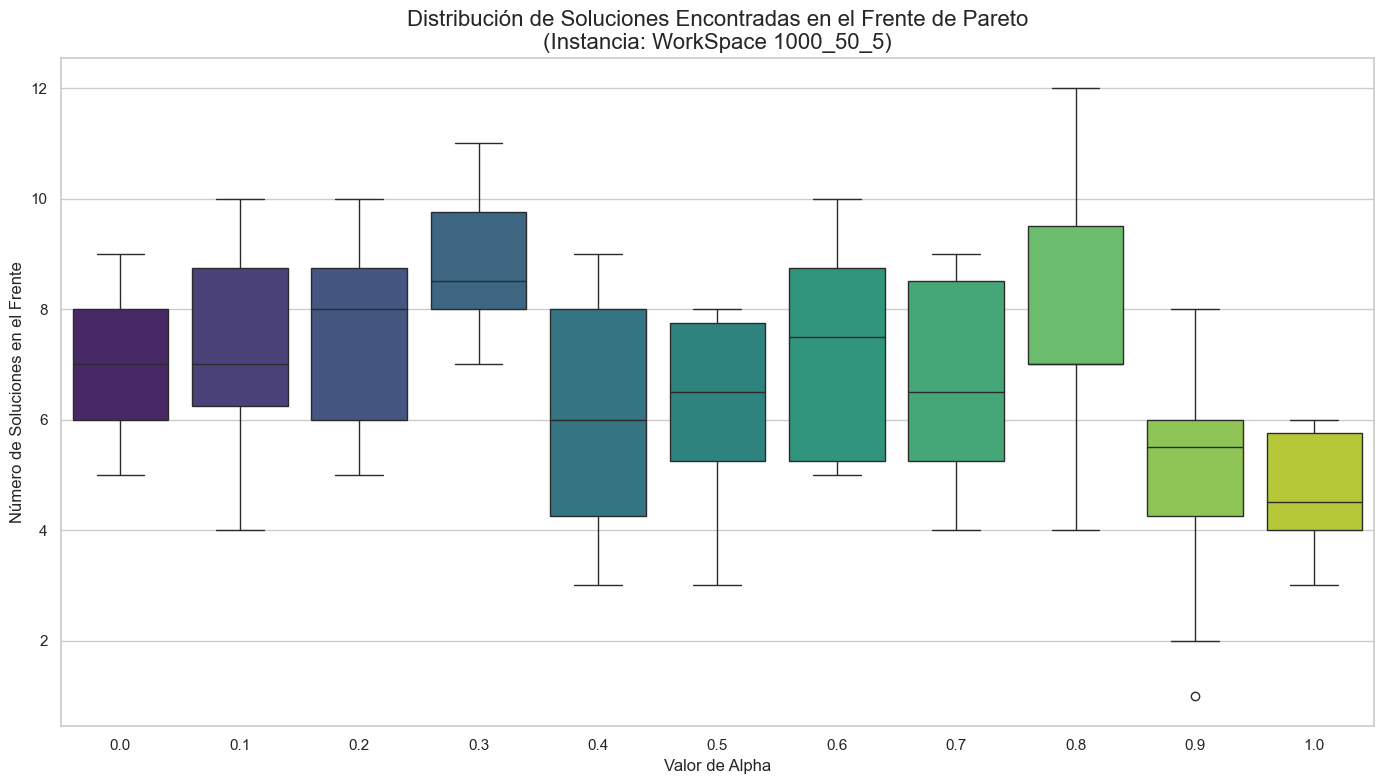 Distribución de Soluciones Encontradas en el Frente de Pareto
(Instancia: WorkSpace 1000_50_5)
Número de Soluciones en el Frente
12
10
8
6
4
2
0.0 0.1 0.2 0.3 0.4 0.5 0.6 0.7 0.8 0.9 1.0
Valor de Alpha